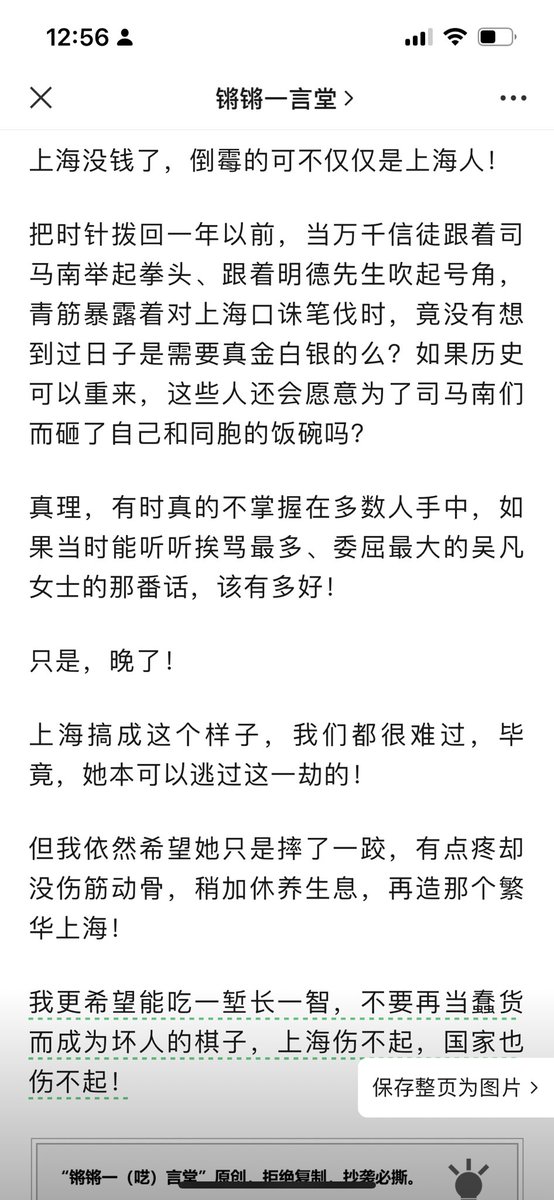 12:56
锵锵一言堂
上海没钱了，倒霉的可不仅仅是上海人！
把时针拨回一年以前，当万千信徒跟着司
马南举起拳头、跟着明德先生吹起号角，
青筋暴露着对上海口诛笔伐时，竟没有想
到过日子是需要真金白银的么？如果历史
可以重来，这些人还会愿意为了司马南们
而砸了自己和同胞的饭碗吗？
真理，有时真的不掌握在多数人手中，如
果当时能听听挨骂最多、委屈最大的吴凡
女士的那番话，该有多好！
只是，晚了！
上海搞成这个样子，我们都很难过，毕
竟，她本可以逃过这一劫的！
但我依然希望她只是摔了一跤，有点疼却
没伤筋动骨，稍加休养生息，再造那个繁
华上海！
我更希望能吃一堑长一智，不要再当蠢货
而成为坏人的棋子，上海伤不起，国家也
伤不起！
保存整页为图片
“锵锵一（呓）言堂”原创，拒绝复制，抄袭必撕。